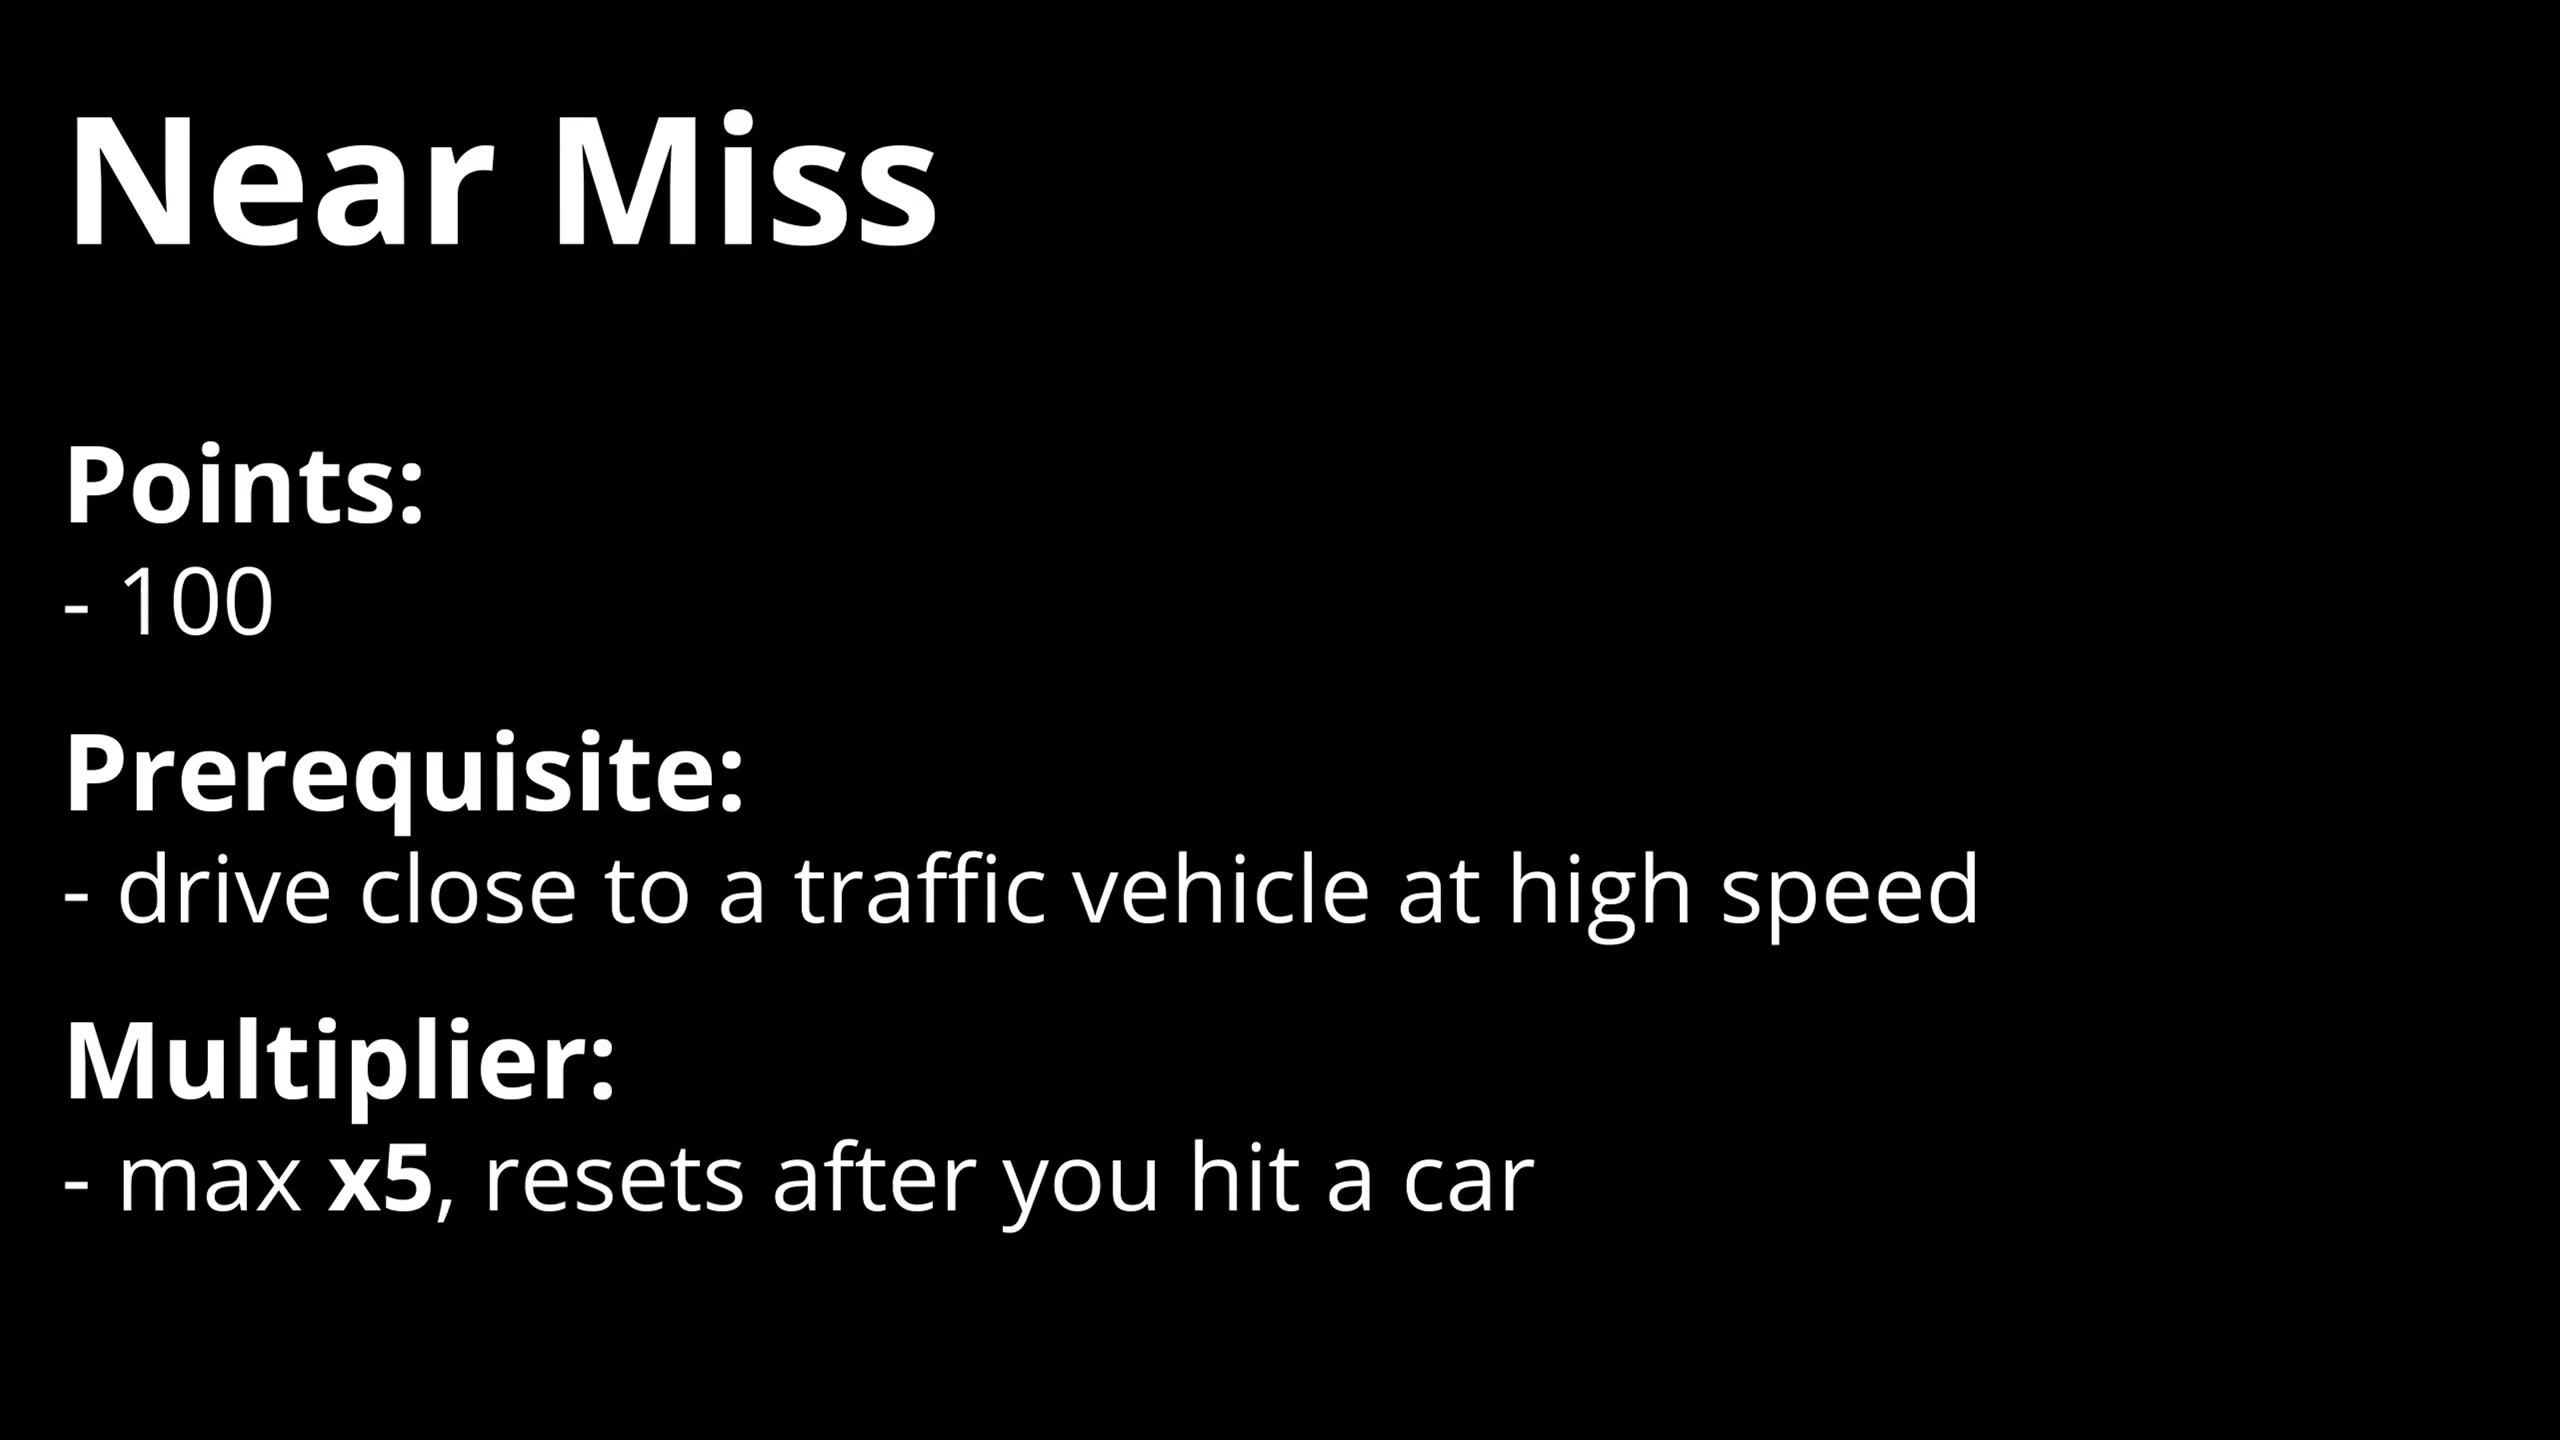 Near Miss
Points:
- 100
Prerequisite:
- drive close to a traffic vehicle at high speed
Multiplier:
- max x5, resets after you hit a car